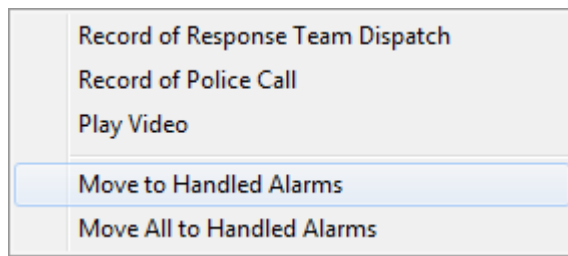 Record of Response Team Dispatch
Record of Police Call
Play Video
Move to Handled Alarms
Move All to Handled Alarms